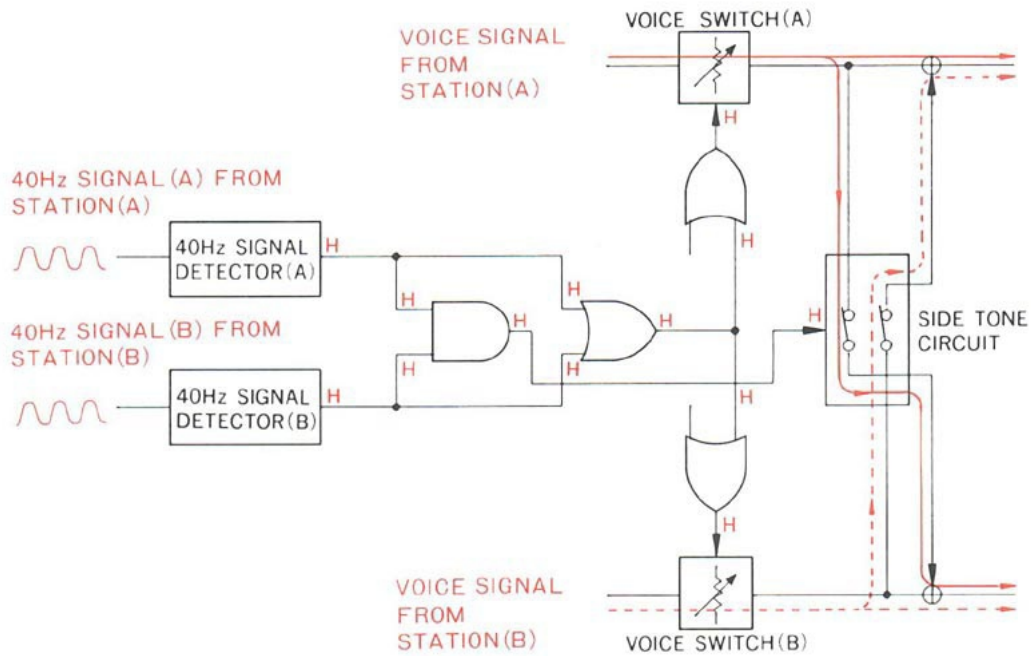 VOICE SWITCH(A)
VOICE SIGNAL
FROM
STATION(A)
H
40Hz SIGNAL(A) FROM
STATION(A)
40Hz SIGNAL
DETECTOR(A)
H
H
H
H
H
H
H
H
SIDE TONE
CIRCUIT
40Hz SIGNAL(B) FROM
STATION(B)
H
H
H
H
40Hz SIGNAL
DETECTOR(B)
H
VOICE SIGNAL
FROM
STATION(B)
VOICE SWITCH(B)